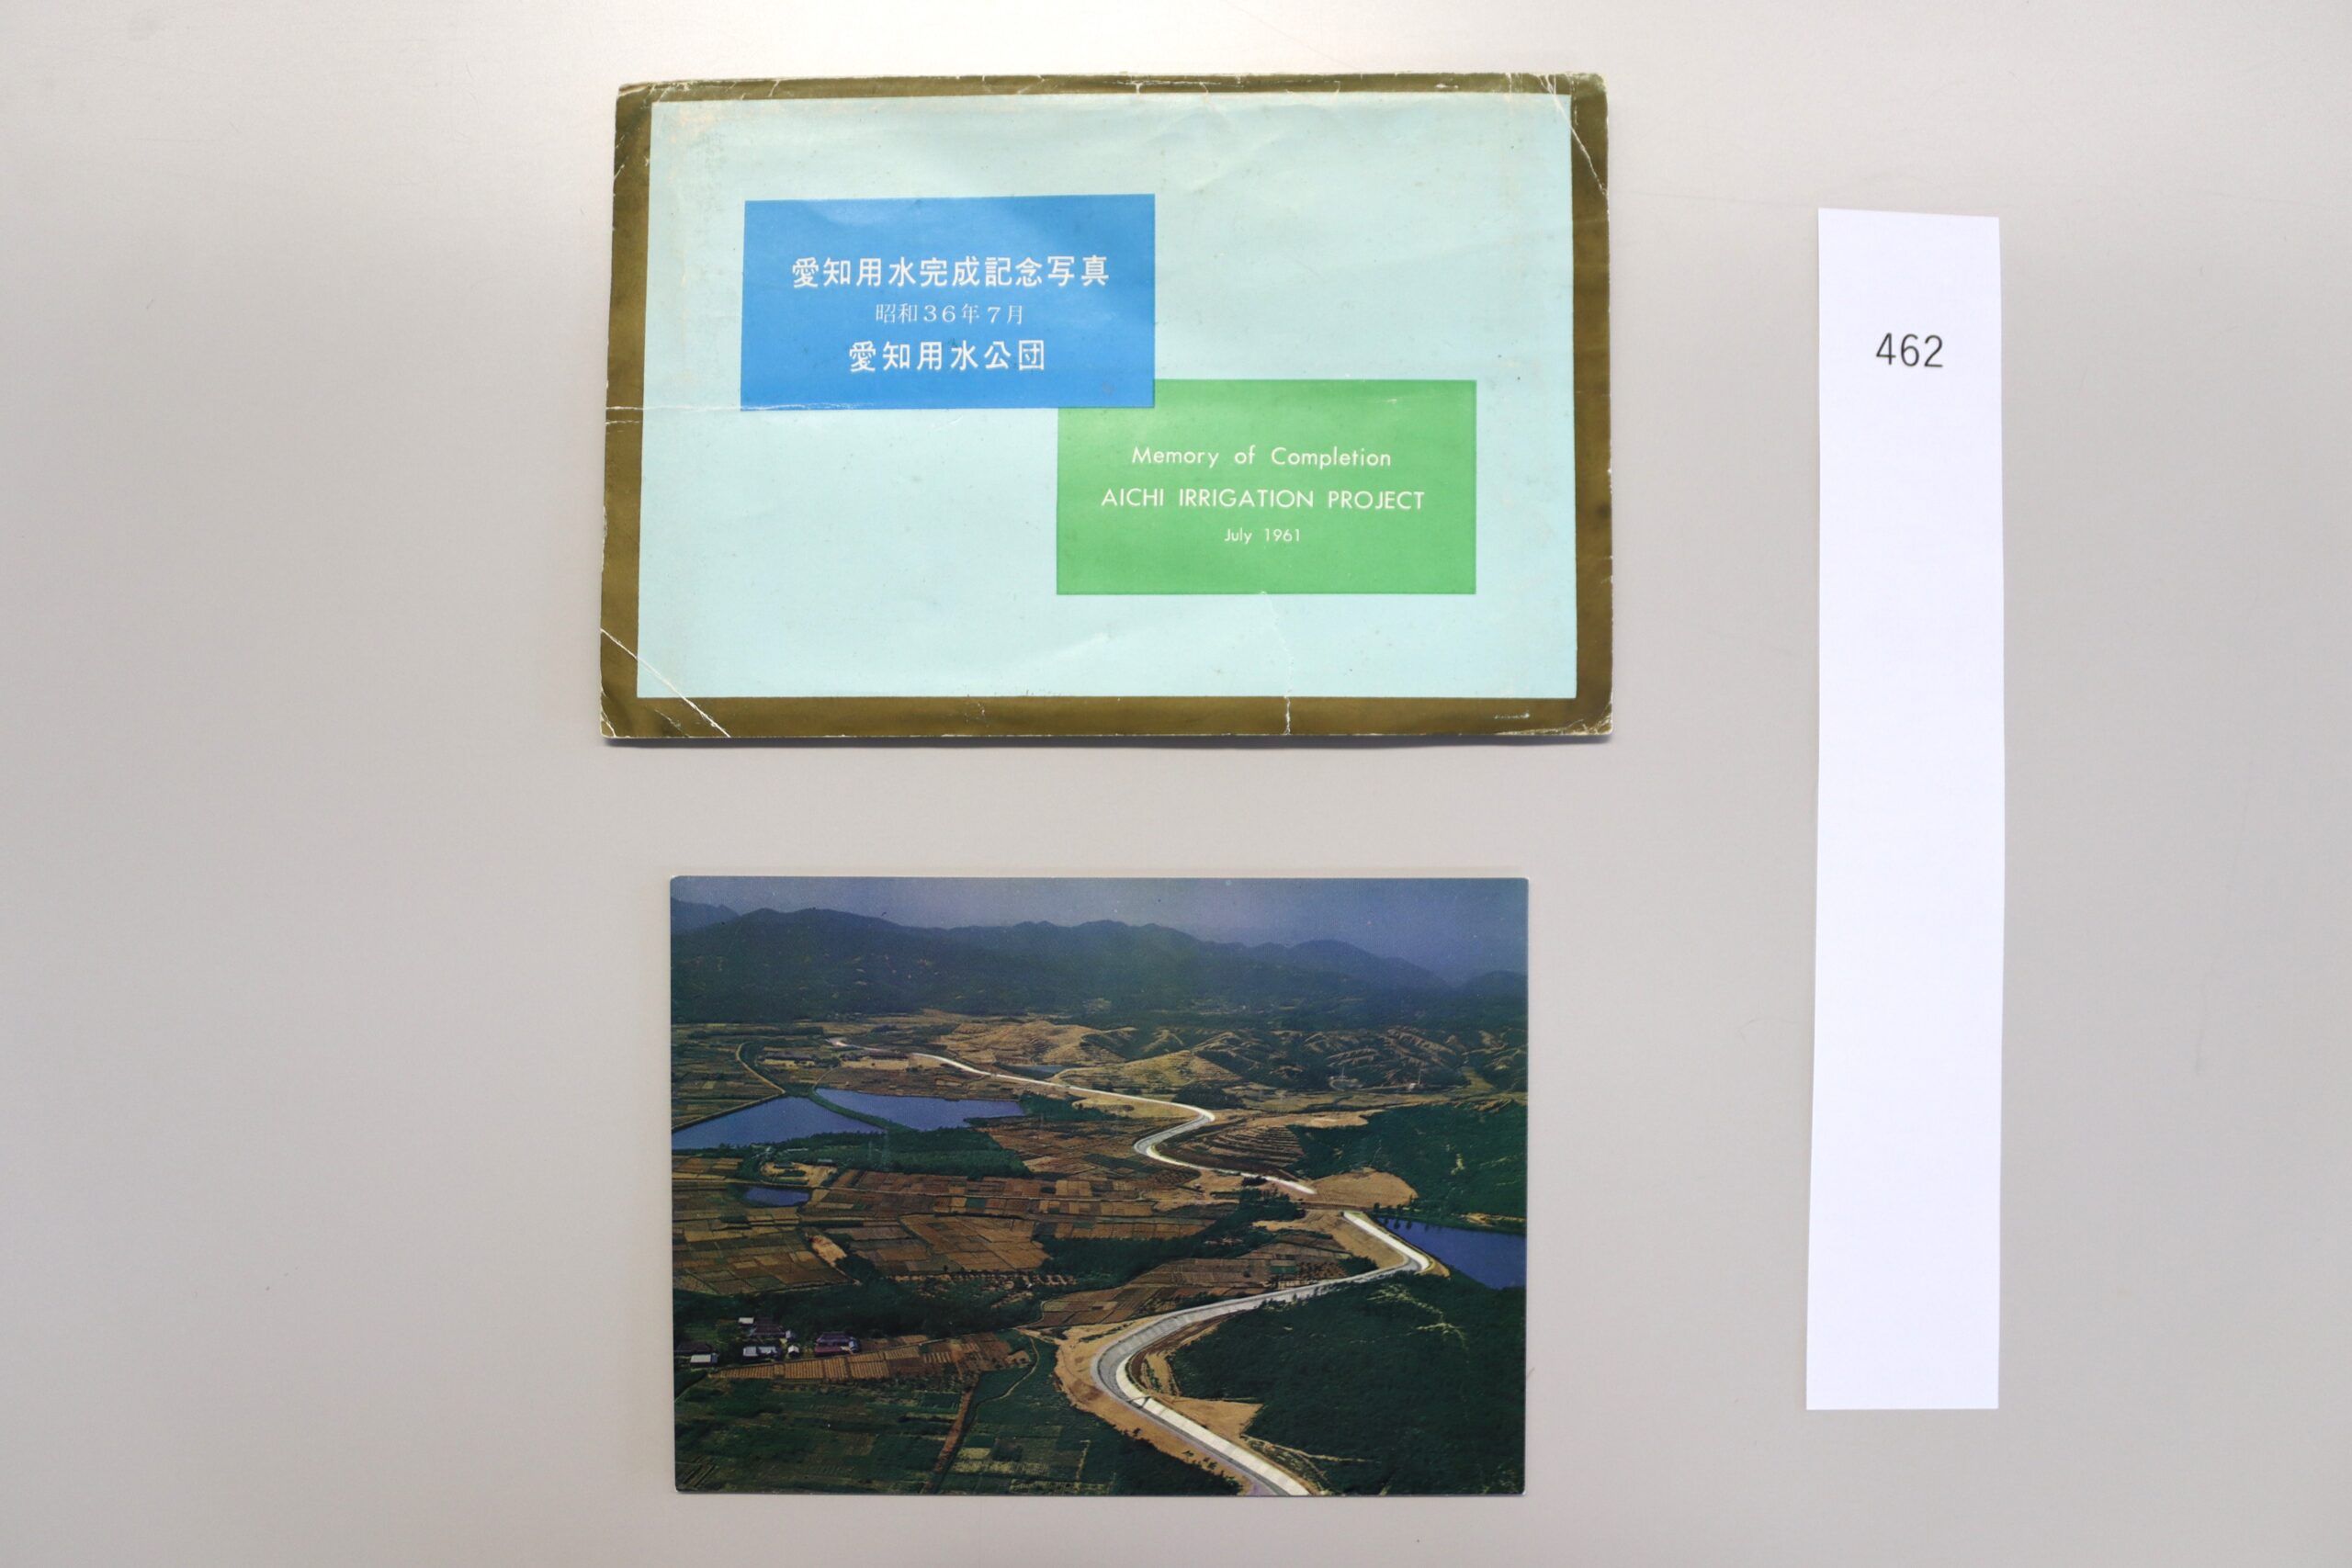 愛知用水完成記念写真
昭和36年7月
愛知用水公団
Memory of Completion
AICHI IRRIGATION PROJECT
July 1961
462